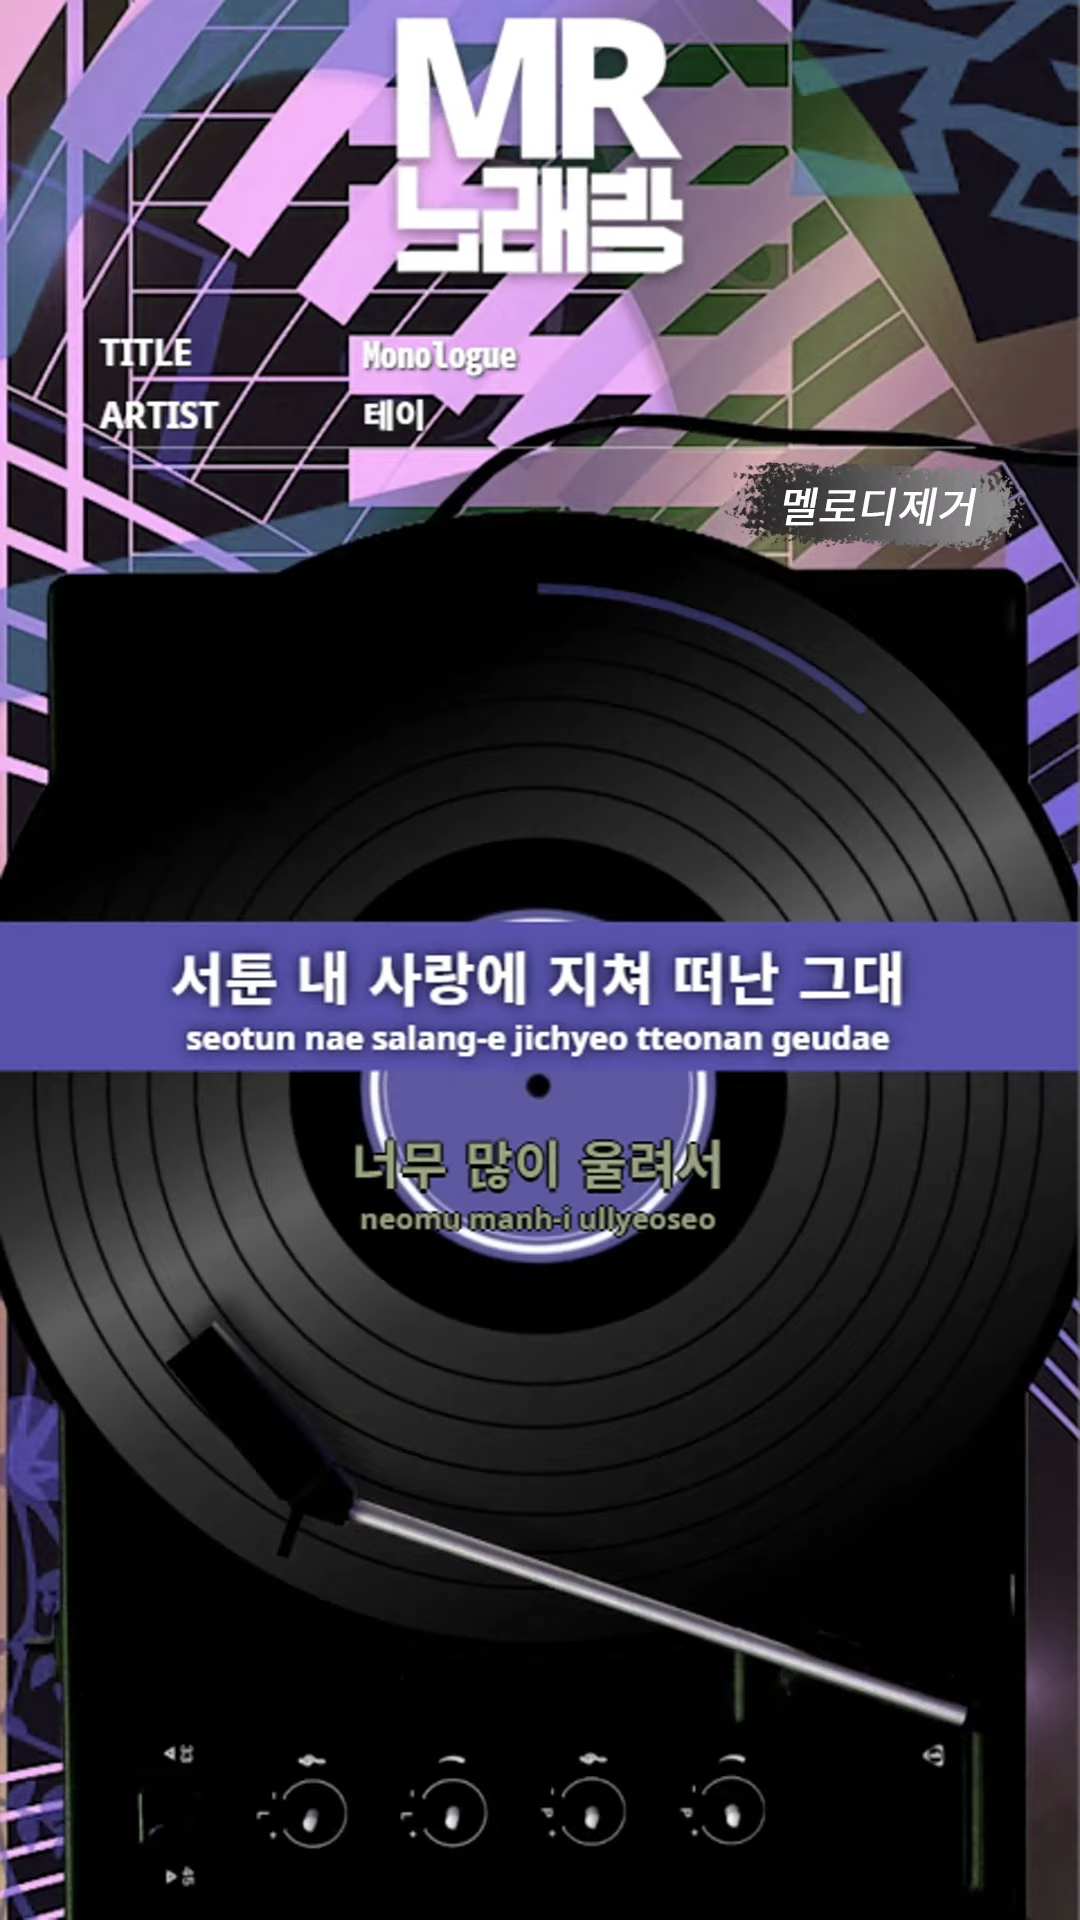 MR
노래방
TITLE Monologue
ARTIST 테이
멜로디제거
서툰 내 사랑에 지쳐 떠난 그대
seotun nae salang-e jichyeo tteonan geudae
너무 많이 울려서
neomu manh-i ullyeoseo
33
45